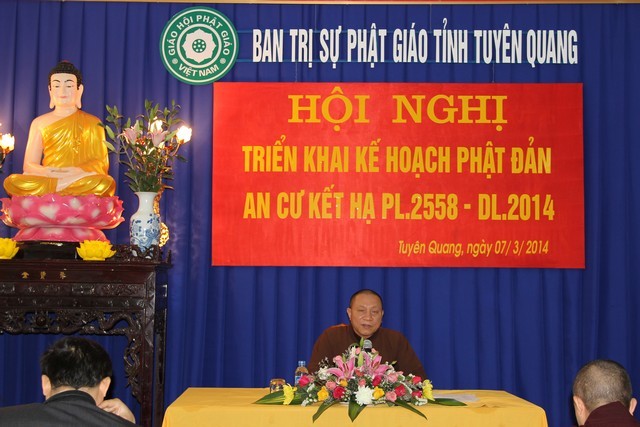 GIÁO HỘI PHẬT GIÁO
VIỆT NAM
BAN TRỊ SỰ PHẬT GIÁO TỈNH TUYÊN QUANG
HỘI NGHỊ
TRIỂN KHAI KẾ HOẠCH PHẬT ĐẢN
AN CƯ KẾT HẠ PL.2558 - DL.2014
Tuyên Quang, ngày 07/ 3/ 2014